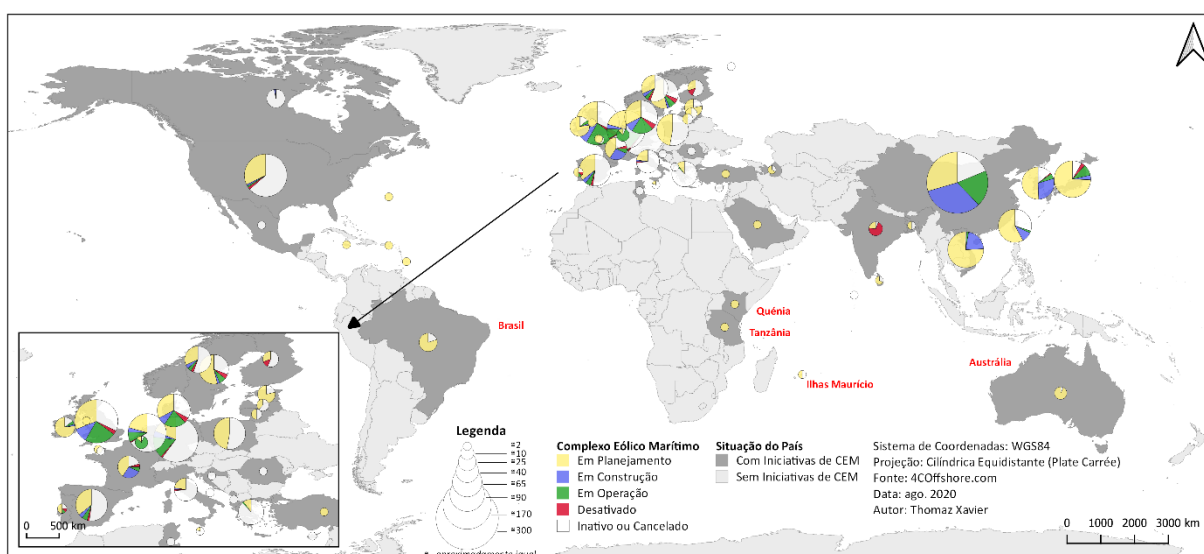 Brasil
Quénia
Tanzânia
Ilhas Maurício
Austrália
0 500 km
Legenda
*2
*10
*25
*40
*65
*90
*170
*300
Complexo Eólico Marítimo
Em Planejamento
Em Construção
Em Operação
Desativado
Inativo ou Cancelado
Situação do País
Com Iniciativas de CEM
Sem Iniciativas de CEM
Sistema de Coordenadas: WGS84
Projeção: Cilíndrica Equidistante (Plate Carrée)
Fonte: 4COffshore.com
Data: ago. 2020
Autor: Thomaz Xavier
0 1000 2000 3000 km